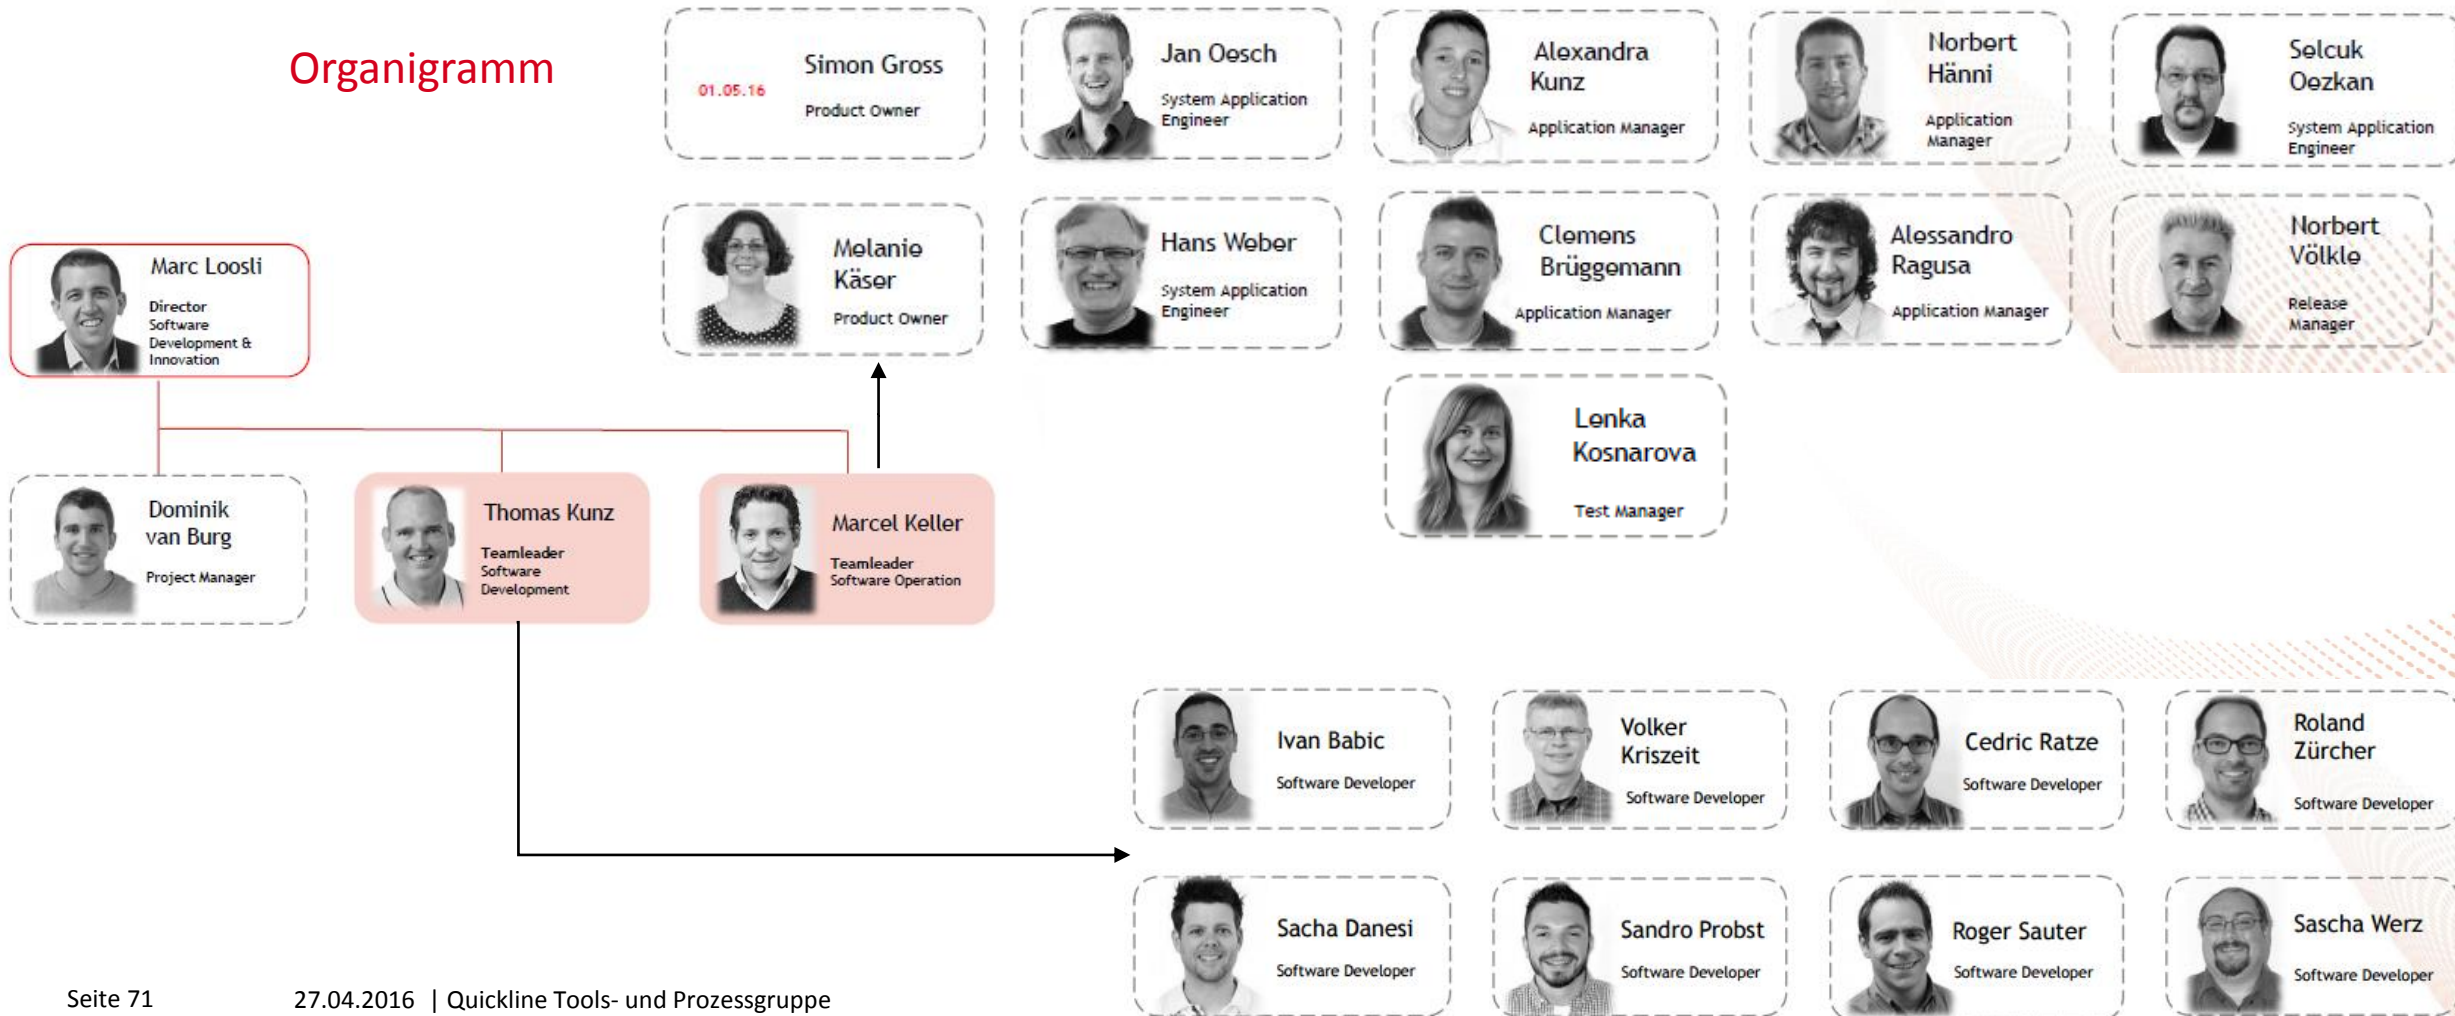 Organigramm
01.05.16
Simon Gross
Product Owner
Jan Oesch
System Application
Engineer
Alexandra
Kunz
Application Manager
Norbert
Hänni
Application
Manager
Selcuk
Oezkan
System Application
Engineer
Melanie
Käser
Product Owner
Hans Weber
System Application
Engineer
Clemens
Brüggemann
Application Manager
Alessandro
Ragusa
Application Manager
Norbert
Völkle
Release
Manager
Marc Loosli
Director
Software
Development &
Innovation
Lenka
Kosnarova
Test Manager
Dominik
van Burg
Project Manager
Thomas Kunz
Teamleader
Software
Development
Marcel Keller
Teamleader
Software Operation
Ivan Babic
Software Developer
Volker
Kriszeit
Software Developer
Cedric Ratze
Software Developer
Roland
Zürcher
Software Developer
Sacha Danesi
Software Developer
Sandro Probst
Software Developer
Roger Sauter
Software Developer
Sascha Werz
Software Developer
Seite 71
27.04.2016 | Quickline Tools- und Prozessgruppe